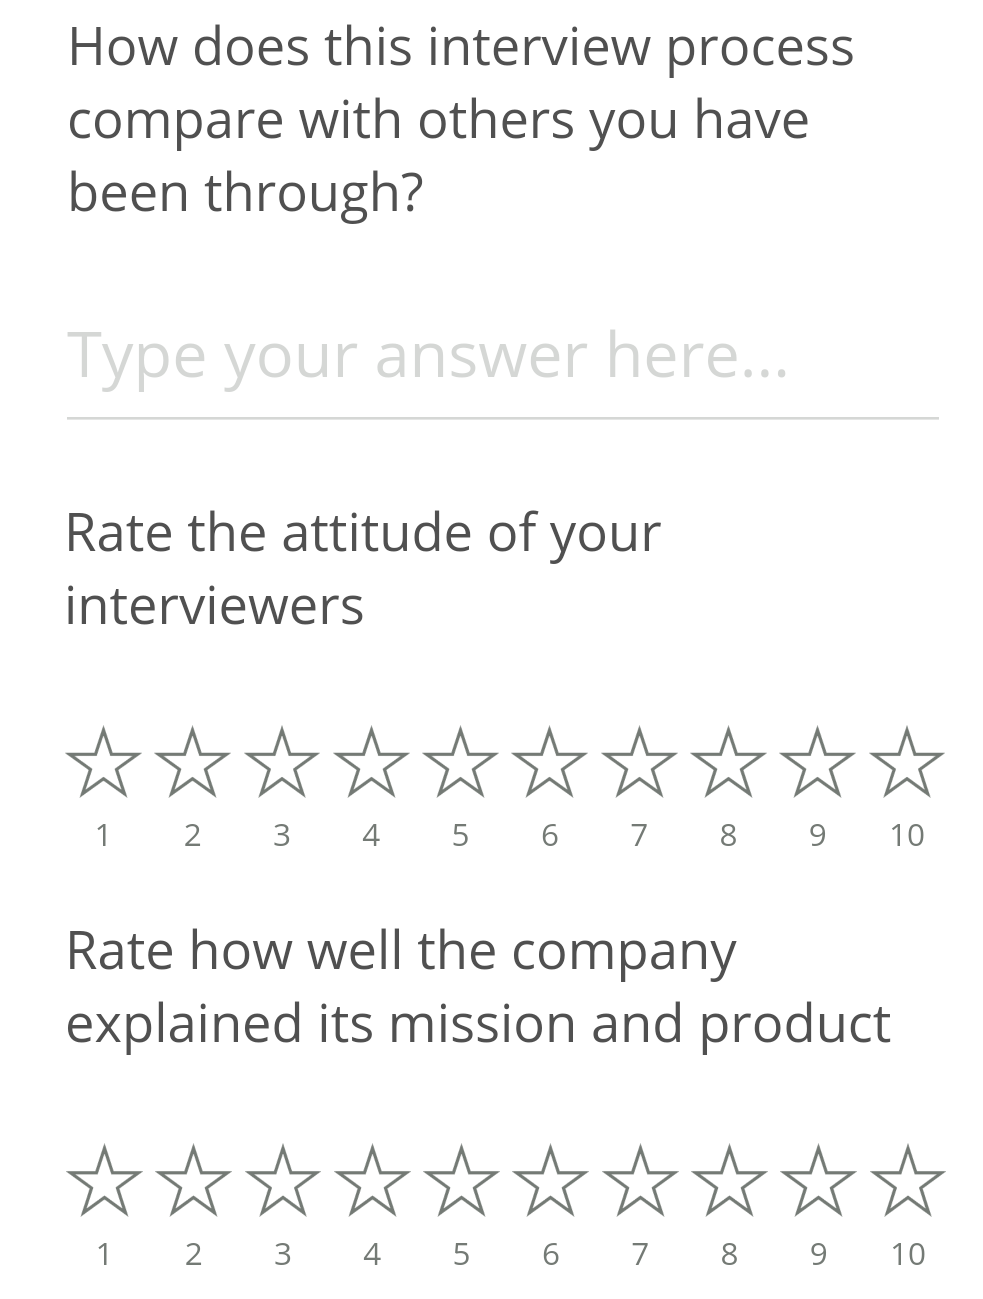 How does this interview process
compare with others you have
been through?
Type your answer here...
Rate the attitude of your
interviewers
1 2 3 4 5 6 7 8 9 10
Rate how well the company
explained its mission and product
1 2 3 4 5 6 7 8 9 10